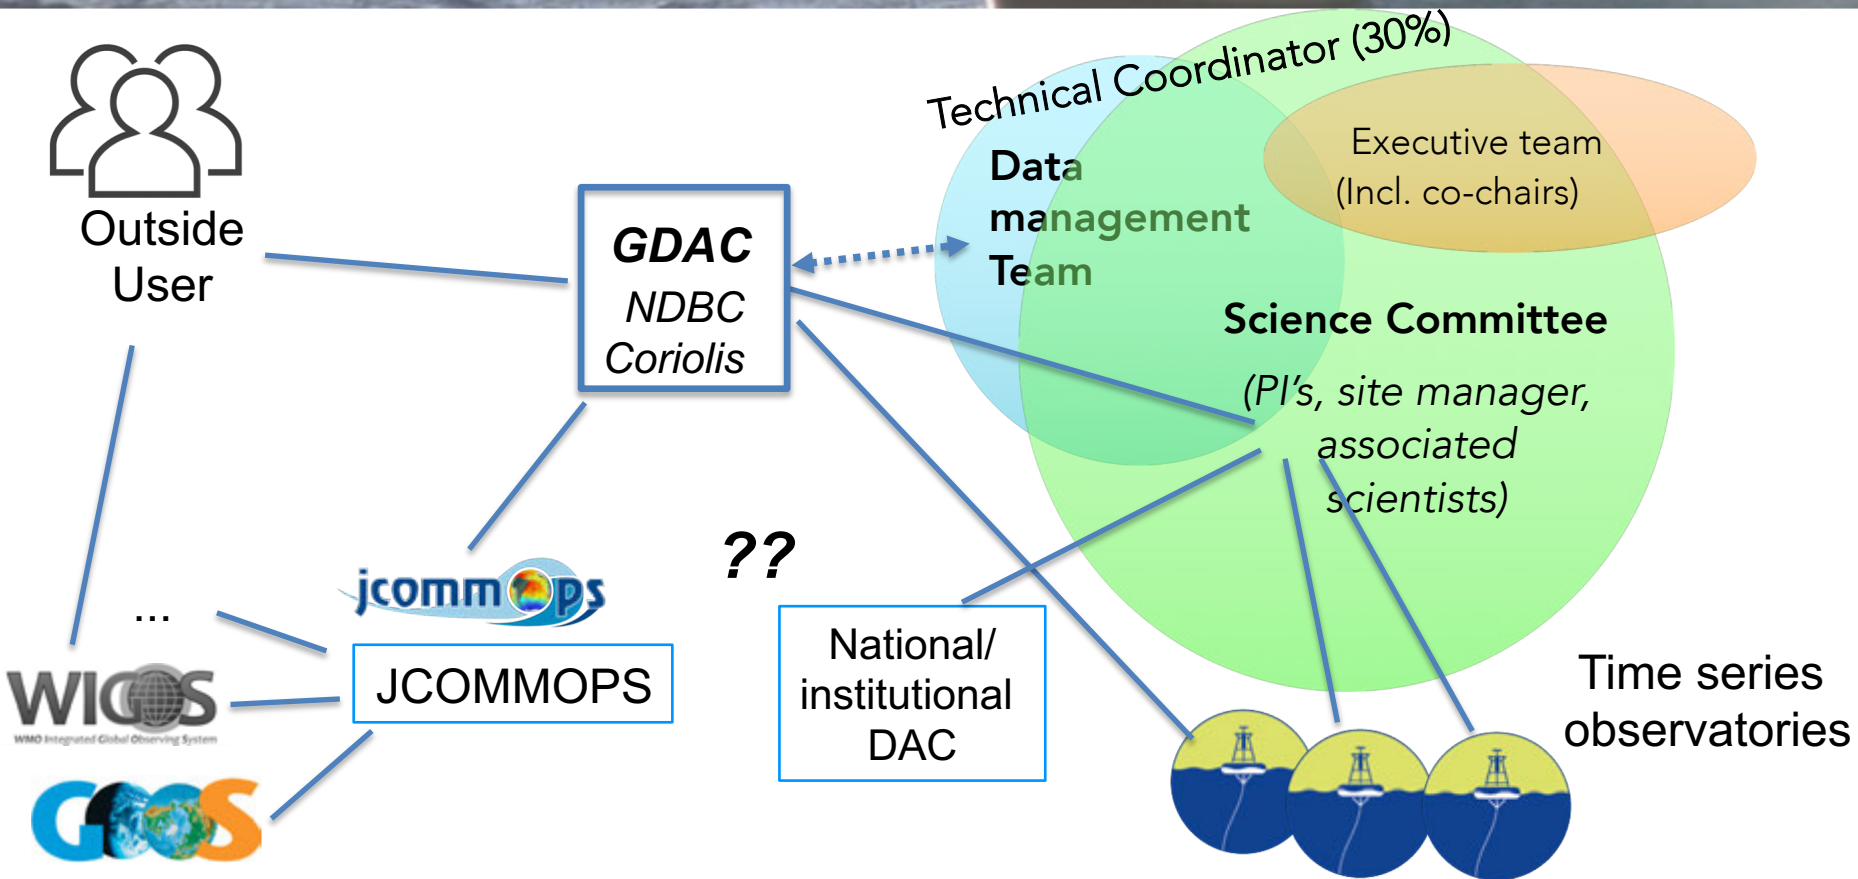 Technical Coordinator (30%)
Outside
User
GDAC
NDBC
Coriolis
Data
management
Team
Executive team
(Incl. co-chairs)
Science Committee
(PI's, site manager,
associated
scientists)
??
jcommops
JCOMMOPS
...
WIGOS
WMO Integrated Global Observing System
GOOS
National/
institutional
DAC
Time series
observatories